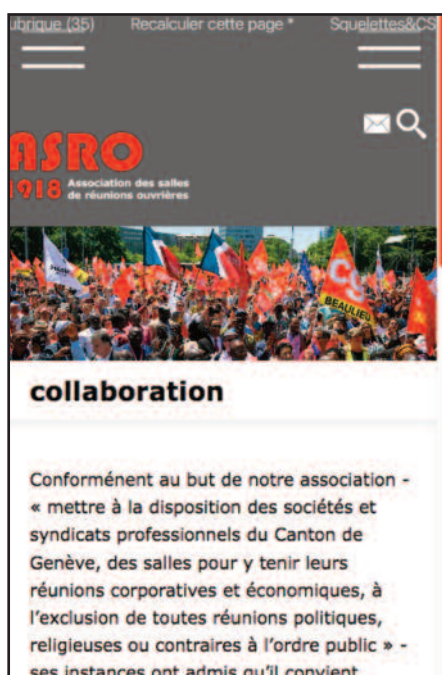 ubrique (35) Recalculer cette page * Squelettes&CS
ASRO
1918 Association des salles
de réunions ouvrières
BEAULIEU
collaboration
Conforménent au but de notre association -
« mettre à la disposition des sociétés et
syndicats professionnels du Canton de
Genève, des salles pour y tenir leurs
réunions corporatives et économiques, à
l'exclusion de toutes réunions politiques,
religieuses ou contraires à l'ordre public » -
ses instances ont admis qu'il convient